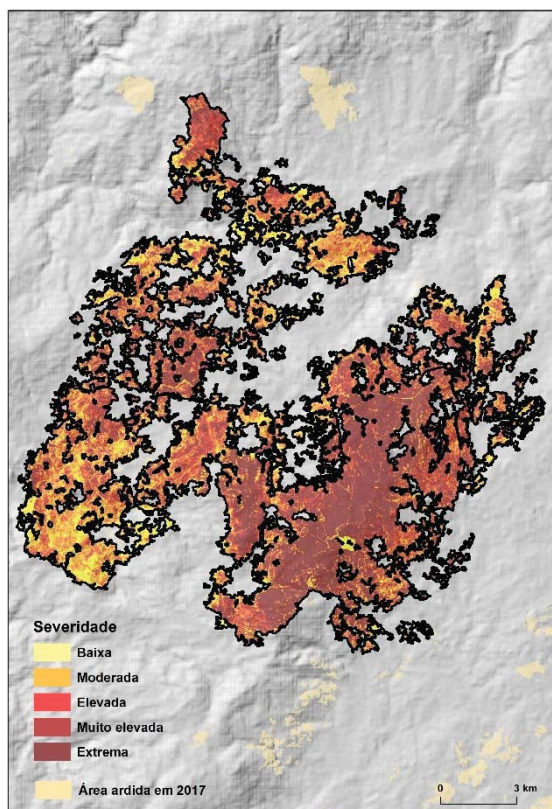 Severidade
Baixa
Moderada
Elevada
Muito elevada
Extrema
Área ardida em 2017
0 3 km